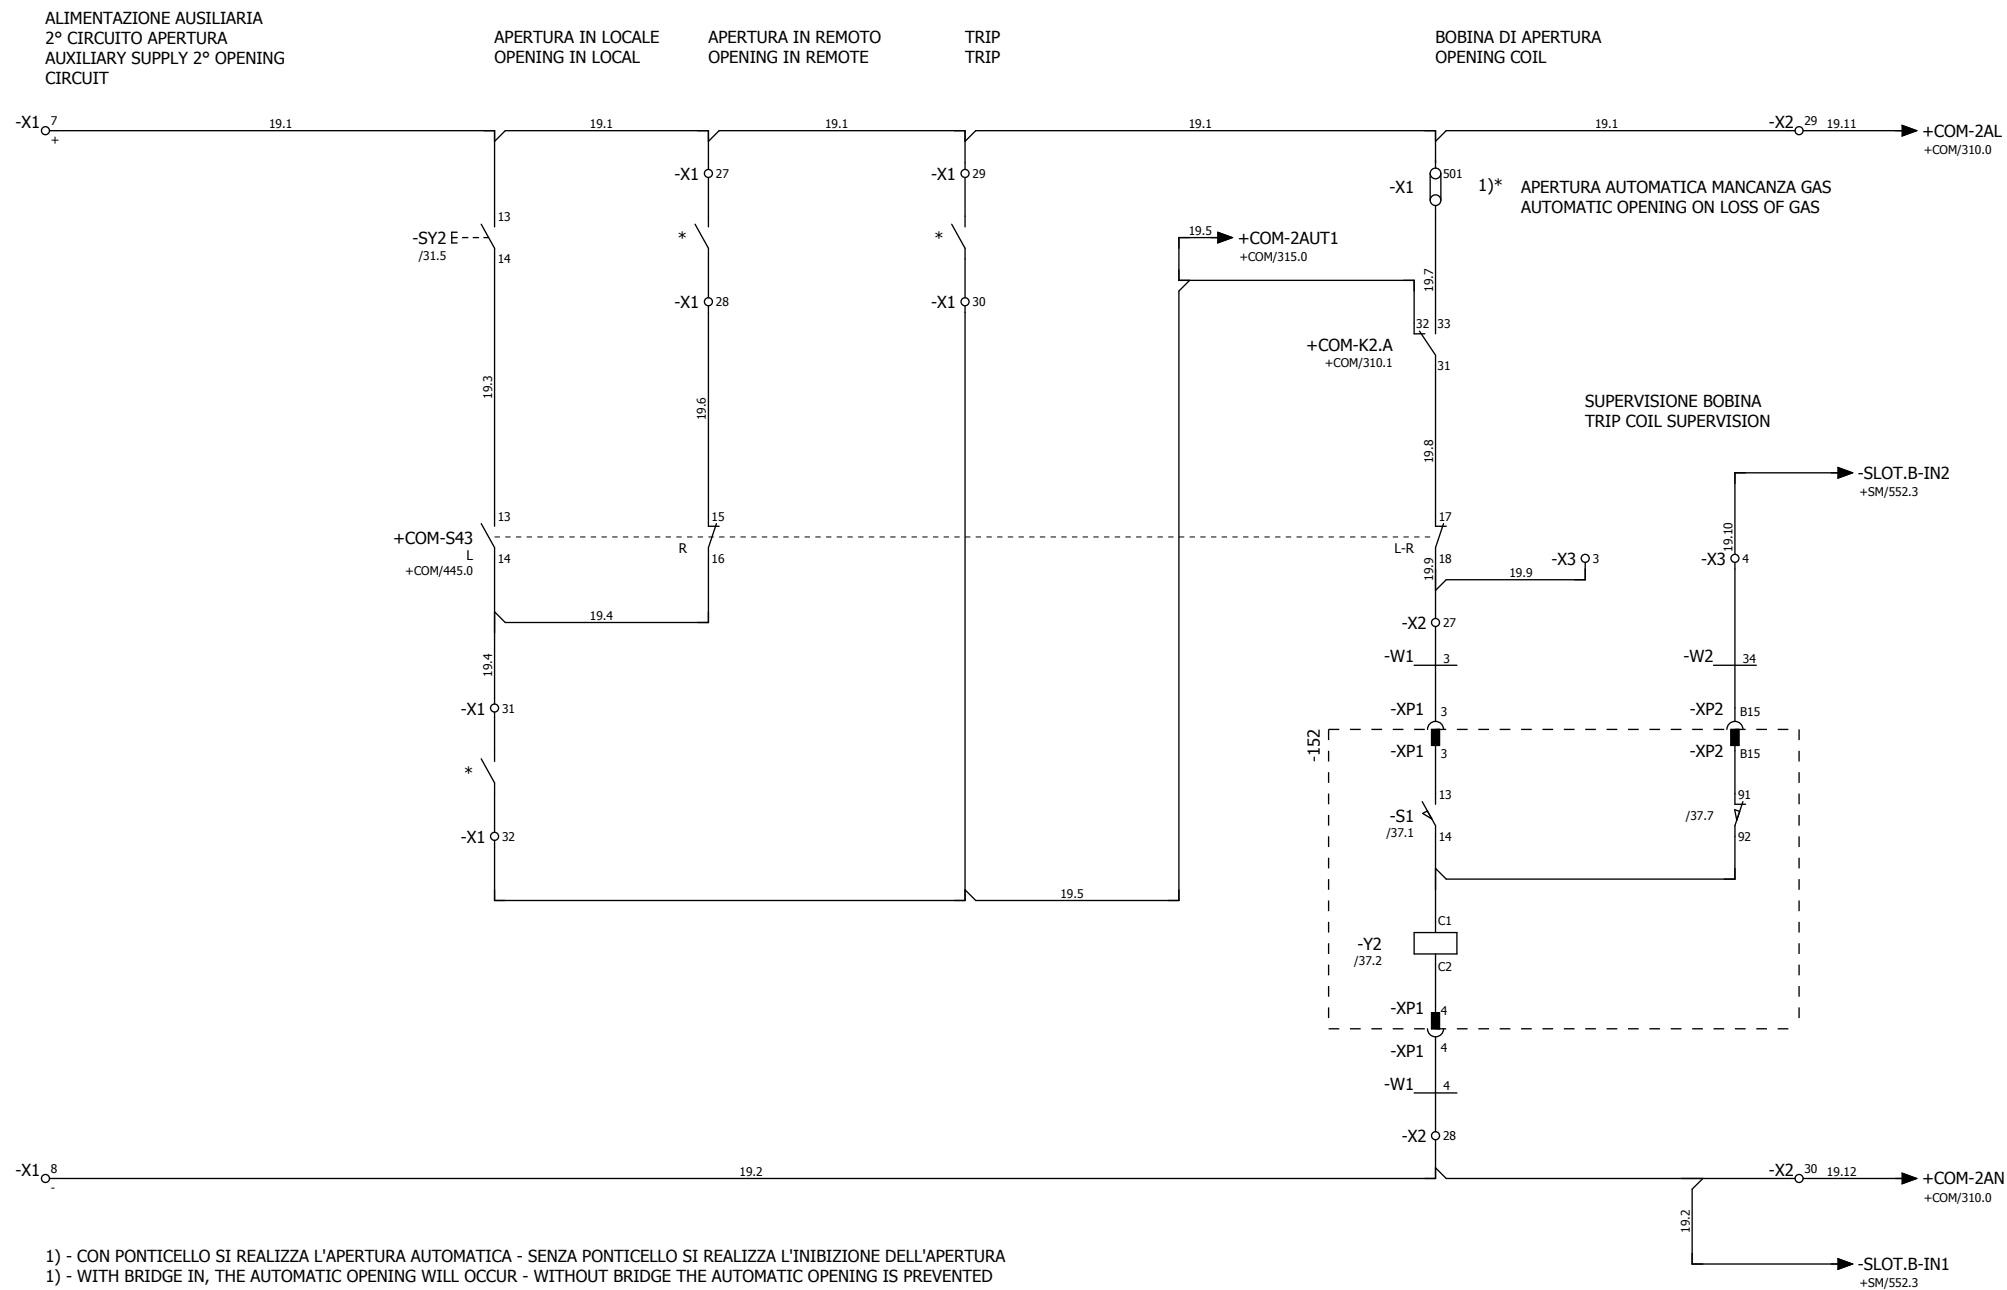 ALIMENTAZIONE AUSILIARIA
2° CIRCUITO APERTURA
AUXILIARY SUPPLY 2° OPENING
CIRCUIT
APERTURA IN LOCALE
OPENING IN LOCAL
APERTURA IN REMOTO
OPENING IN REMOTE
TRIP
TRIP
BOBINA DI APERTURA
OPENING COIL
-X1 7
+
19.1
19.1
19.1
19.1
19.1
-X2 29 19.11
+COM-2AL
+COM/310.0
-X1 27
-X1 29
-X1 501
1)* APERTURA AUTOMATICA MANCANZA GAS
AUTOMATIC OPENING ON LOSS OF GAS
13
-SY2 E
/31.5
14
*
*
19.5
+COM-2AUT1
+COM/315.0
19.7
-X1 28
-X1 30
32 33
+COM-K2.A
+COM/310.1
31
19.3
19.6
19.8
SUPERVISIONE BOBINA
TRIP COIL SUPERVISION
-SLOT.B-IN2
+SM/552.3
19.10
13
+COM-S43
L
14
+COM/445.0
15
R
16
17
L-R
18
19.9
-X3 3
19.9
-X3 4
19.4
19.4
-X2 27
-W1 3
-W2 34
-X1 31
-XP1 3
-XP2 B15
-152
-XP1 3
-XP2 B15
*
13
-S1
/37.1
14
91
/37.7
92
-X1 32
19.5
C1
-Y2
/37.2
C2
-XP1 4
-XP1 4
-W1 4
-X2 28
-X1 8
-
19.2
-X2 30 19.12
+COM-2AN
+COM/310.0
19.2
-SLOT.B-IN1
+SM/552.3
1) - CON PONTICELLO SI REALIZZA L'APERTURA AUTOMATICA - SENZA PONTICELLO SI REALIZZA L'INIBIZIONE DELL'APERTURA
1) - WITH BRIDGE IN, THE AUTOMATIC OPENING WILL OCCUR - WITHOUT BRIDGE THE AUTOMATIC OPENING IS PREVENTED